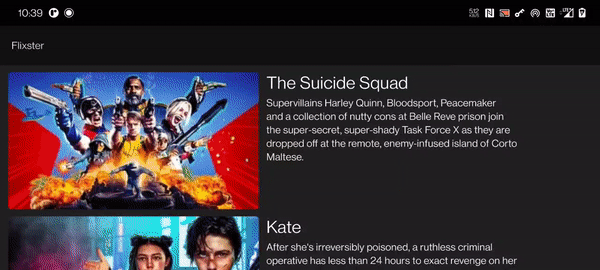 10:39
Flixster
The Suicide Squad
Supervillains Harley Quinn, Bloodsport, Peacemaker
and a collection of nutty cons at Belle Reve prison join
the super-secret, super-shady Task Force X as they are
dropped off at the remote, enemy-infused island of Corto
Maltese.
Kate
After she's irreversibly poisoned, a ruthless criminal
operative has less than 24 hours to exact revenge on her